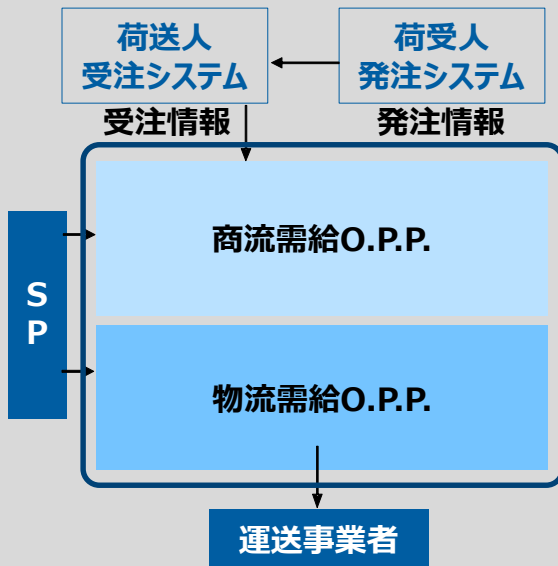 荷送人
受注システム
荷受人
発注システム
受注情報
発注情報
商流需給O.P.P.
S
P
物流需給O.P.P.
運送事業者